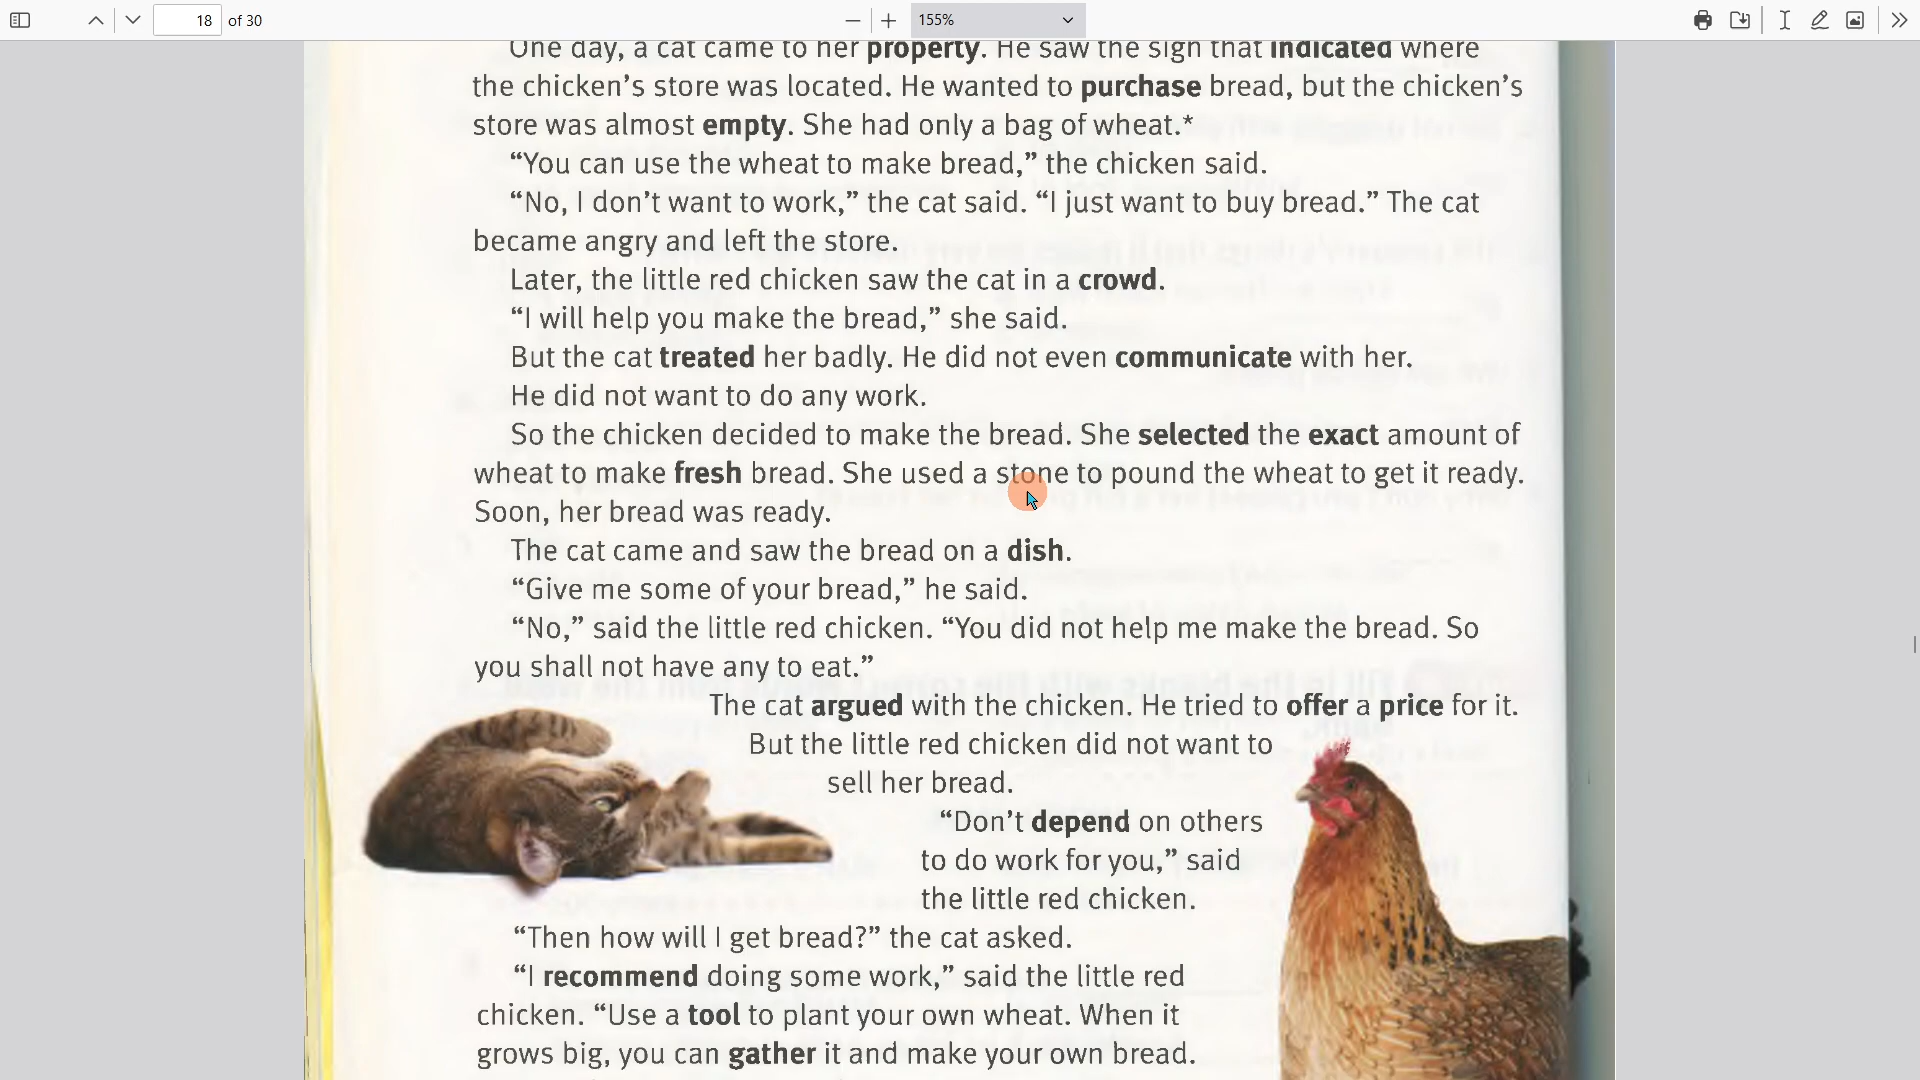 18 of 30
155%
One day, a cat came to her property. He saw the sign that indicated where
the chicken’s store was located. He wanted to purchase bread, but the chicken’s
store was almost empty. She had only a bag of wheat.*
“You can use the wheat to make bread,” the chicken said.
“No, I don’t want to work,” the cat said. “I just want to buy bread.” The cat
became angry and left the store.
Later, the little red chicken saw the cat in a crowd.
“I will help you make the bread,” she said.
But the cat treated her badly. He did not even communicate with her.
He did not want to do any work.
So the chicken decided to make the bread. She selected the exact amount of
wheat to make fresh bread. She used a stone to pound the wheat to get it ready.
Soon, her bread was ready.
The cat came and saw the bread on a dish.
“Give me some of your bread,” he said.
“No,” said the little red chicken. “You did not help me make the bread. So
you shall not have any to eat.”
The cat argued with the chicken. He tried to offer a price for it.
But the little red chicken did not want to
sell her bread.
“Don’t depend on others
to do work for you,” said
the little red chicken.
“Then how will I get bread?” the cat asked.
“I recommend doing some work,” said the little red
chicken. “Use a tool to plant your own wheat. When it
grows big, you can gather it and make your own bread.